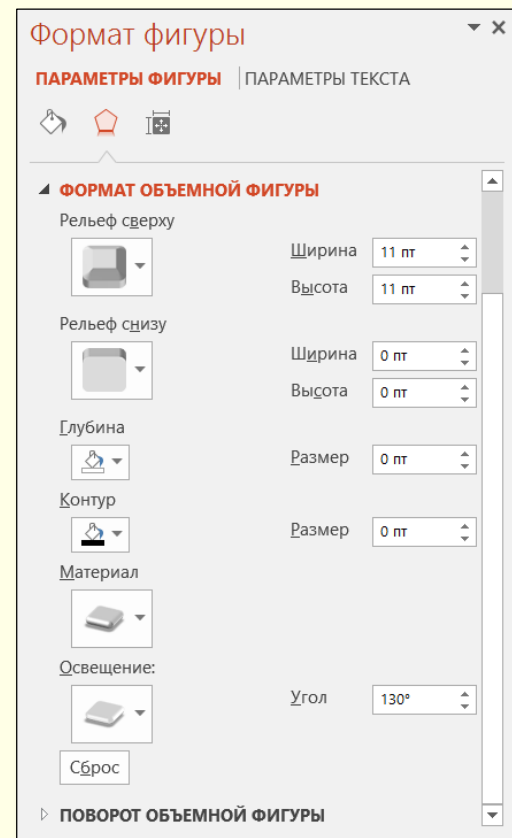 Формат фигуры
ПАРАМЕТРЫ ФИГУРЫ ПАРАМЕТРЫ ТЕКСТА
ФОРМАТ ОБЪЕМНОЙ ФИГУРЫ
Рельеф сверху
Ширина 11 пт
Высота 11 пт
Рельеф снизу
Ширина 0 пт
Высота 0 пт
Глубина
Размер 0 пт
Контур
Размер 0 пт
Материал
Освещение:
Угол 130°
Сброс
ПОВОРОТ ОБЪЕМНОЙ ФИГУРЫ